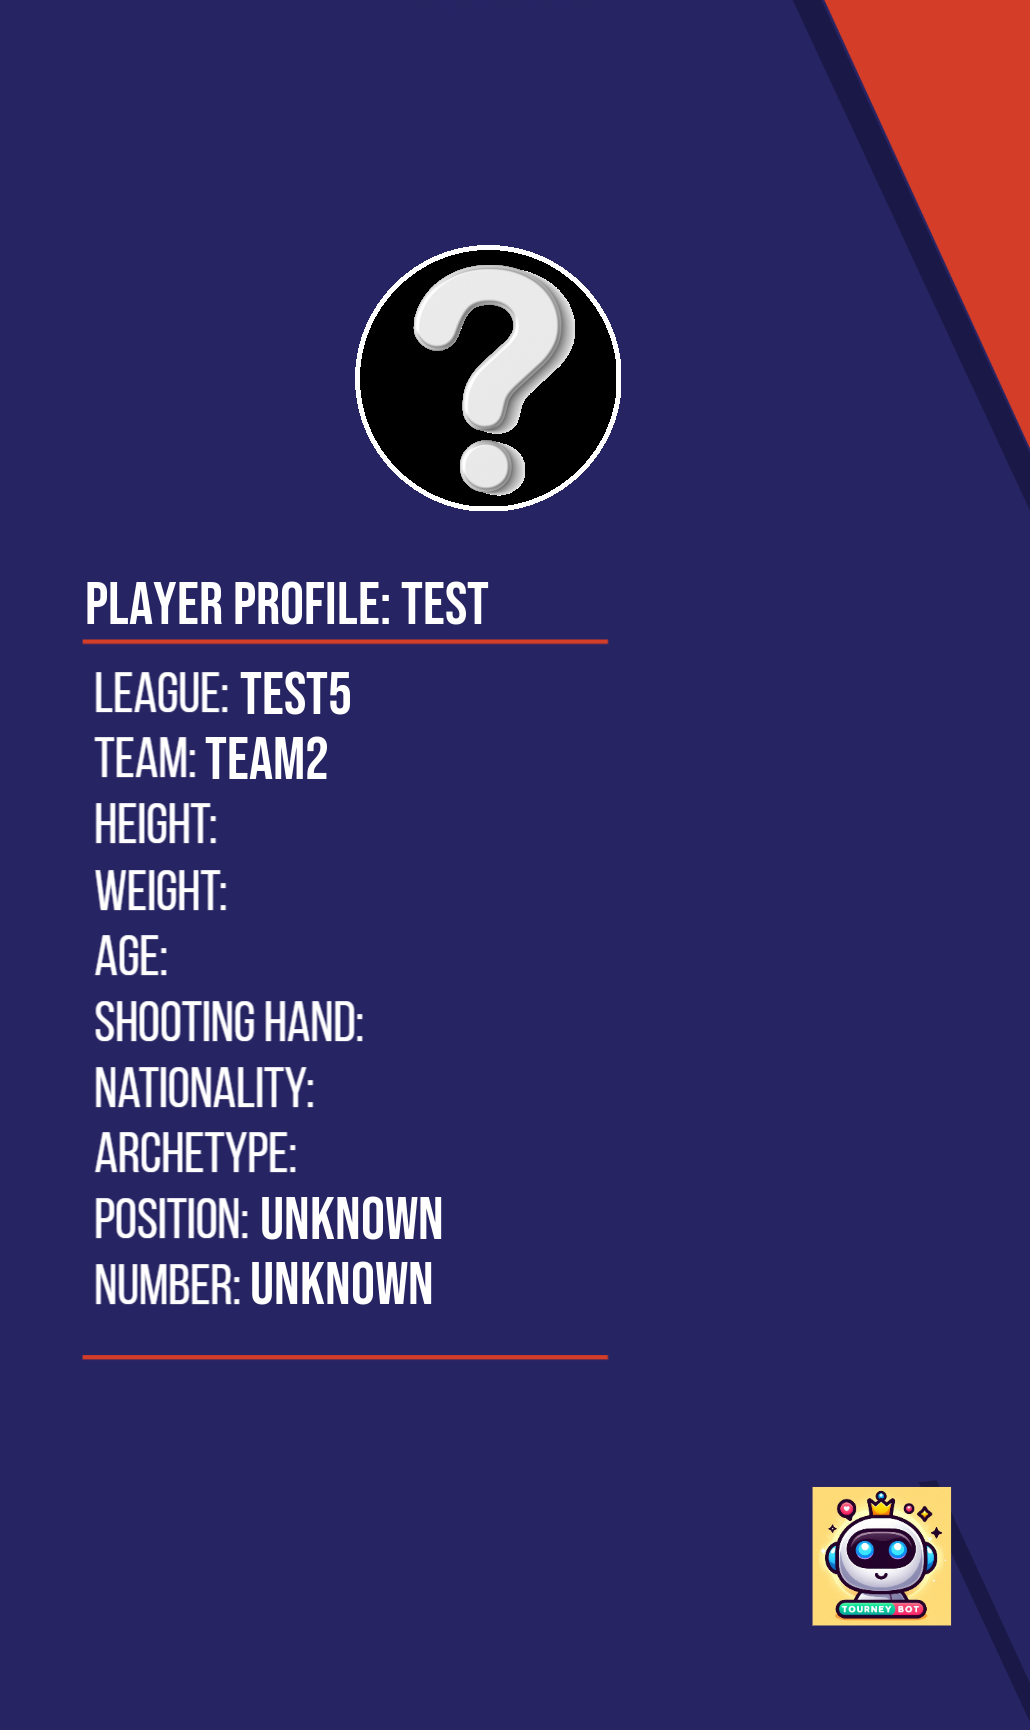 PLAYER PROFILE: TEST
LEAGUE: TEST5
TEAM: TEAM2
HEIGHT:
WEIGHT:
AGE:
SHOOTING HAND:
NATIONALITY:
ARCHETYPE:
POSITION: UNKNOWN
NUMBER: UNKNOWN
TOURNEY BOT